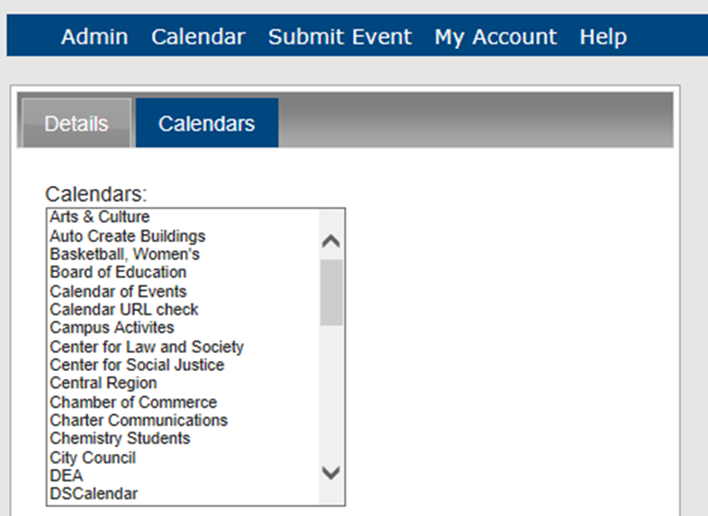 Admin Calendar Submit Event My Account Help
Details Calendars
Calendars:
Arts & Culture
Auto Create Buildings
Basketball, Women's
Board of Education
Calendar of Events
Calendar URL check
Campus Activites
Center for Law and Society
Center for Social Justice
Central Region
Chamber of Commerce
Charter Communications
Chemistry Students
City Council
DEA
DSCalendar